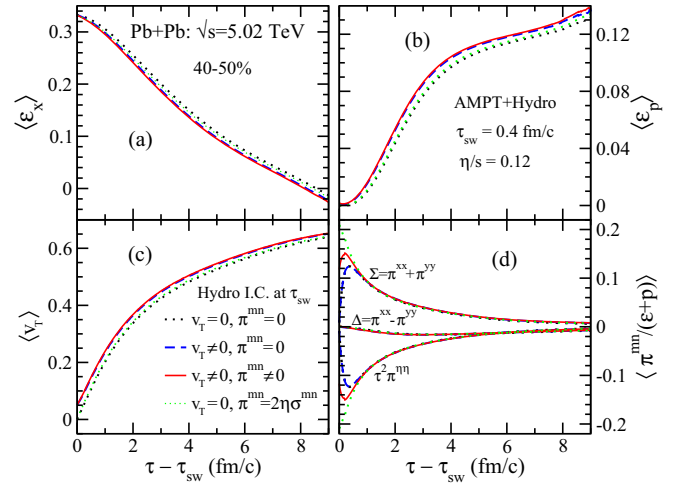 Pb+Pb: √s=5.02 TeV
40-50%
(a)
⟨ε_x⟩
0.3
0.2
0.1
0
(b)
AMPT+Hydro
τ_sw = 0.4 fm/c
η/s = 0.12
⟨ε_p⟩
0.12
0.08
0.04
0
(c)
Hydro I.C. at τ_sw
v_T=0, π^mn=0
v_T≠0, π^mn=0
v_T≠0, π^mn≠0
v_T=0, π^mn=2ησ^mn
⟨v_T⟩
0.6
0.4
0.2
0
0 2 4 6 8
τ − τ_sw (fm/c)
(d)
Σ=π^xx+π^yy
Δ=π^xx-π^yy
τ^2π^ηη
⟨π^mn/(ε+p)⟩
0.2
0.1
0
-0.1
-0.2
0 2 4 6 8
τ − τ_sw (fm/c)